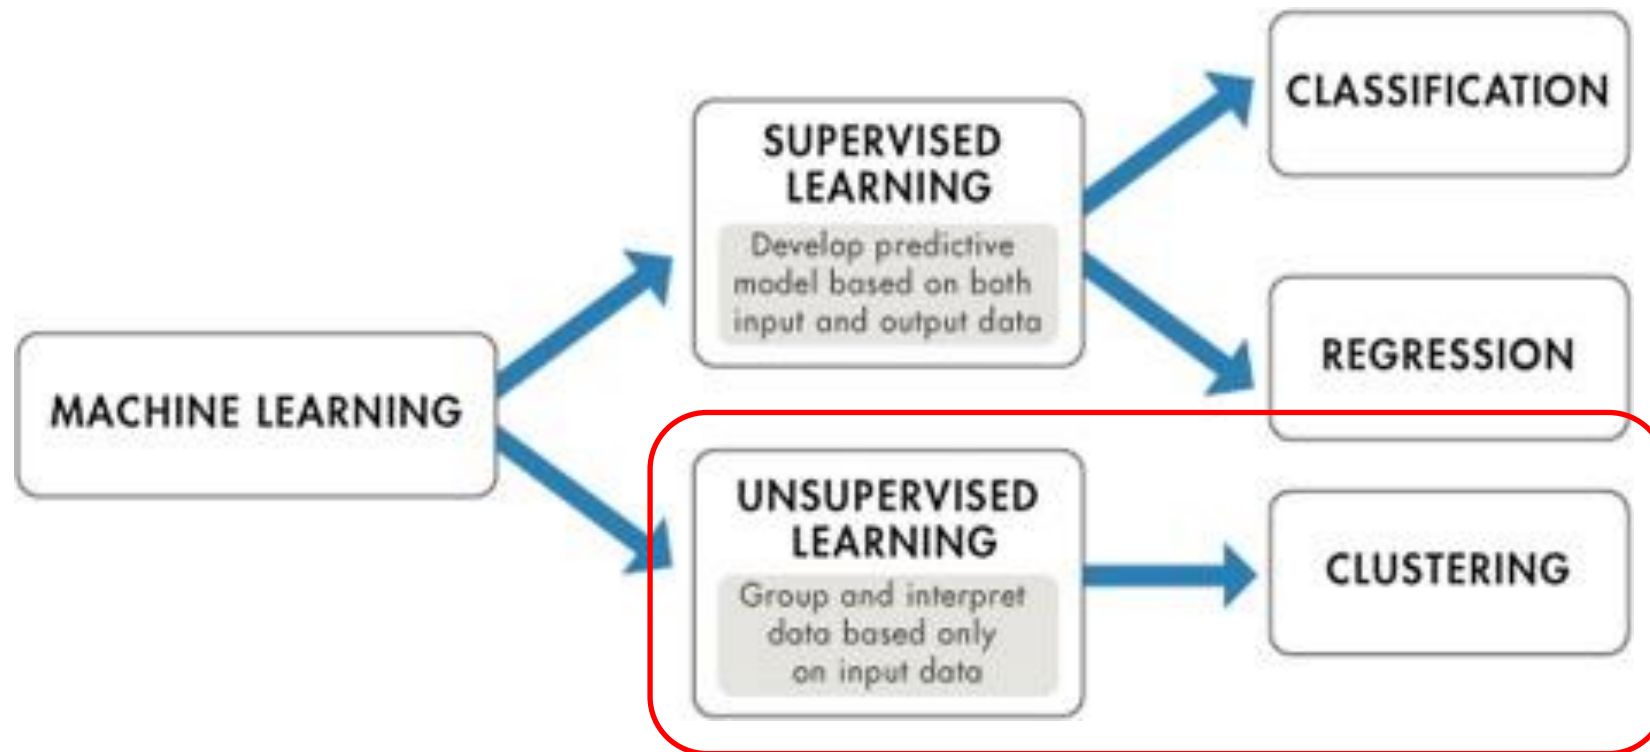 MACHINE LEARNING
SUPERVISED
LEARNING
Develop predictive
model based on both
input and output data
CLASSIFICATION
REGRESSION
UNSUPERVISED
LEARNING
Group and interpret
data based only
on input data
CLUSTERING